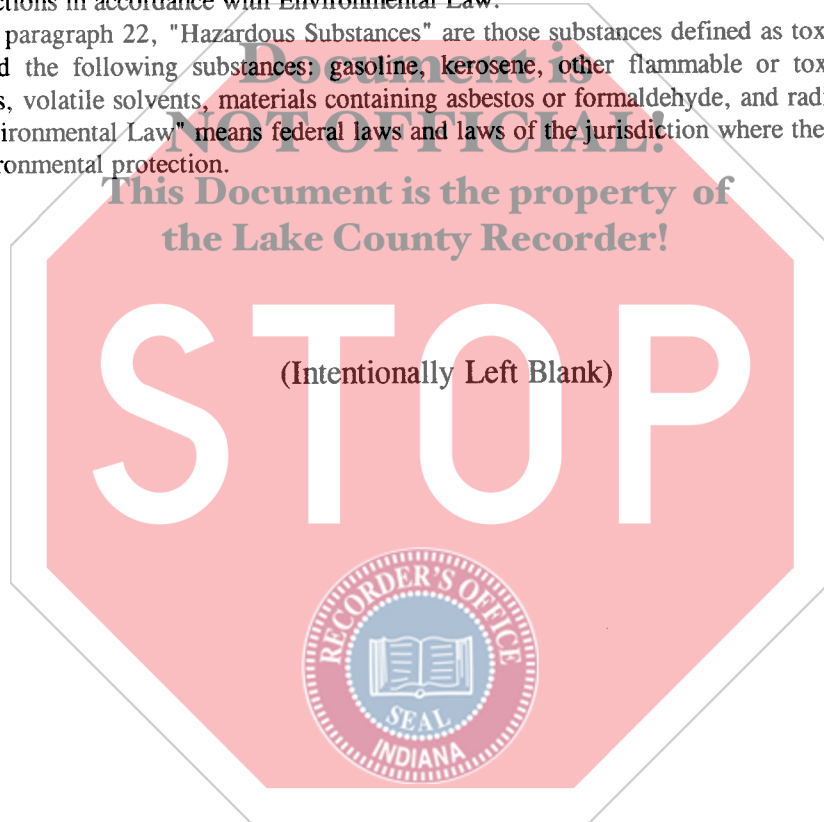 ctions in accordance with Environmental Law.
paragraph 22, "Hazardous Substances" are those substances defined as tox
d the following substances: gasoline, kerosene, other flammable or tox
s, volatile solvents, materials containing asbestos or formaldehyde, and radi
ironmental Law" means federal laws and laws of the jurisdiction where the
ronmental protection.
Document is
NOT OFFICIAL!
This Document is the property of
the Lake County Recorder!
(Intentionally Left Blank)
STOP
RECORDER'S OFFICE
SEAL
INDIANA